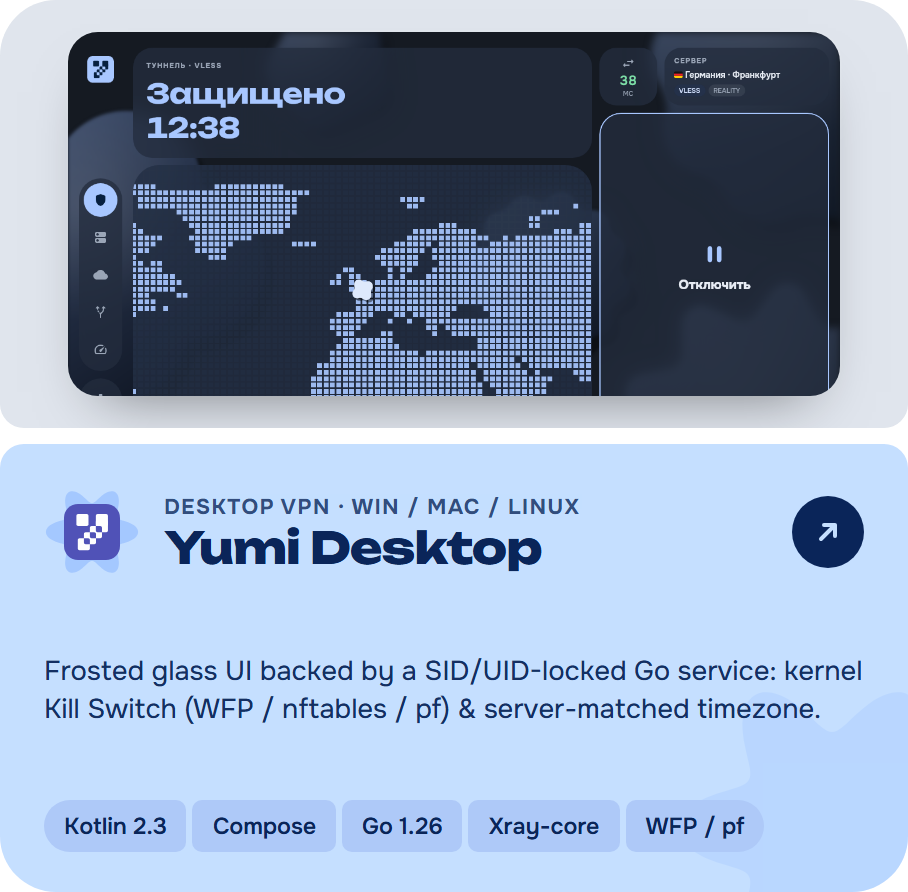 ТУННЕЛЬ · VLESS
Защищено
12:38
38
МС
СЕРВЕР
Германия · Франкфурт
VLESS REALITY
Отключить
DESKTOP VPN · WIN / MAC / LINUX
Yumi Desktop
Frosted glass UI backed by a SID/UID-locked Go service: kernel
Kill Switch (WFP / nftables / pf) & server-matched timezone.
Kotlin 2.3 Compose Go 1.26 Xray-core WFP / pf